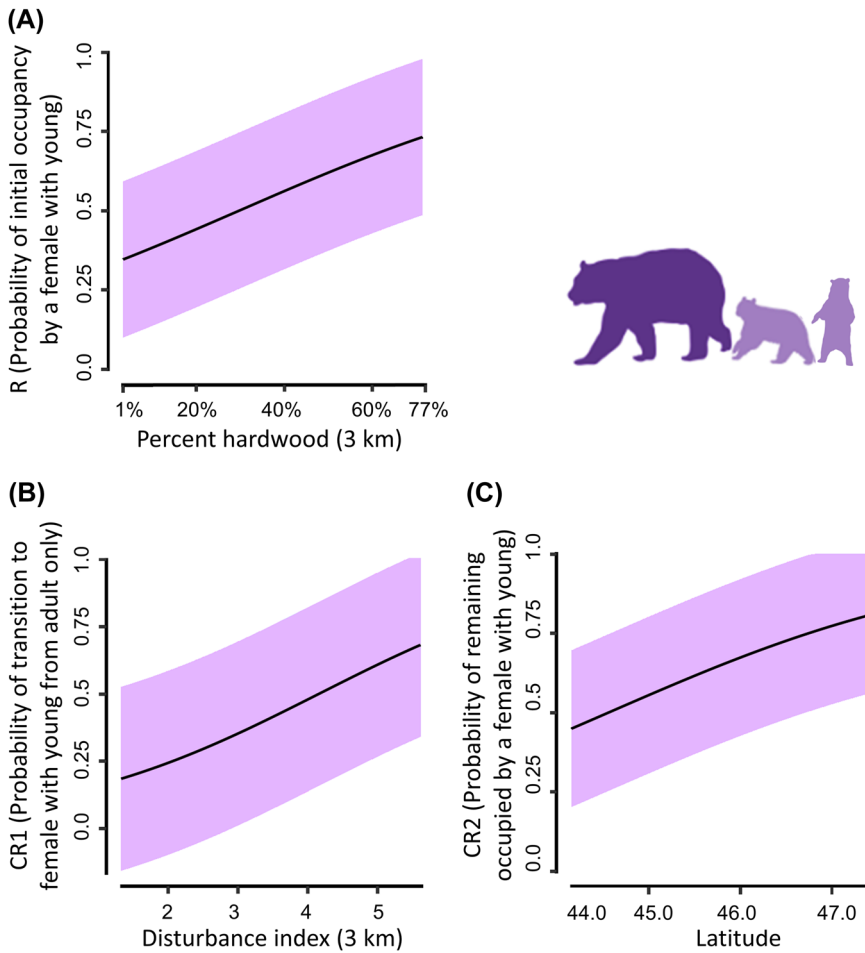 (A)
R (Probability of initial occupancy
by a female with young)
1.0
0.75
0.5
0.25
0.0
1% 20% 40% 60% 77%
Percent hardwood (3 km)
(B)
CR1 (Probability of transition to
female with young from adult only)
1.0
0.75
0.5
0.25
0.0
2 3 4 5
Disturbance index (3 km)
(C)
CR2 (Probability of remaining
occupied by a female with young)
1.0
0.75
0.5
0.25
0.0
44.0 45.0 46.0 47.0
Latitude